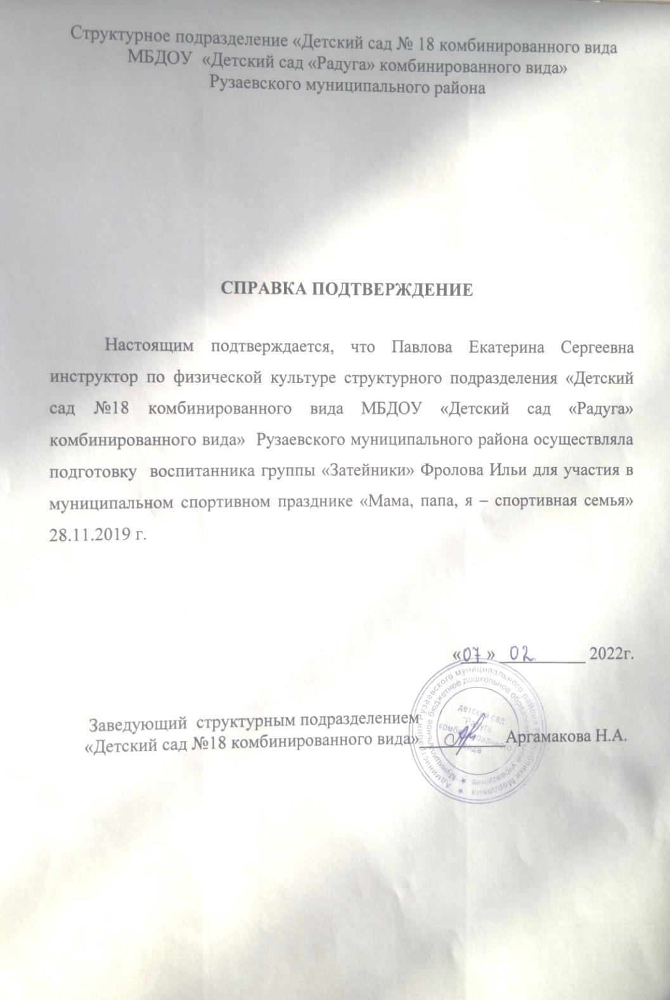 Структурное подразделение «Детский сад № 18 комбинированного вида
МБДОУ «Детский сад «Радуга» комбинированного вида»
Рузаевского муниципального района
СПРАВКА ПОДТВЕРЖДЕНИЕ
Настоящим подтверждается, что Павлова Екатерина Сергеевна
инструктор по физической культуре структурного подразделения «Детский
сад №18 комбинированного вида МБДОУ «Детский сад «Радуга»
комбинированного вида» Рузаевского муниципального района осуществляла
подготовку воспитанника группы «Затейники» Фролова Ильи для участия в
муниципальном спортивном празднике «Мама, папа, я – спортивная семья»
28.11.2019 г.
«07» 02. 2022г.
Заведующий структурным подразделением
«Детский сад №18 комбинированного вида» Аргамакова Н.А.
Администрация Рузаевского муниципального района Республики Мордовия
Муниципальное бюджетное дошкольное образовательное учреждение
детский сад
"Радуга
комбинированного
вида